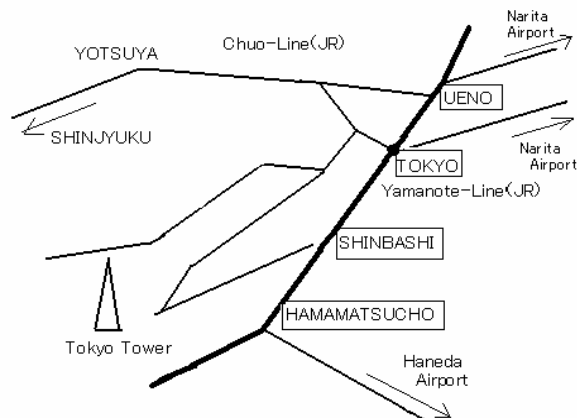 Narita
Airport
Chuo-Line(JR)
YOTSUYA
UENO
SHINJYUKU
Narita
Airport
TOKYO
Yamanote-Line(JR)
SHINBASHI
HAMAMATSUCHO
Tokyo Tower
Haneda
Airport